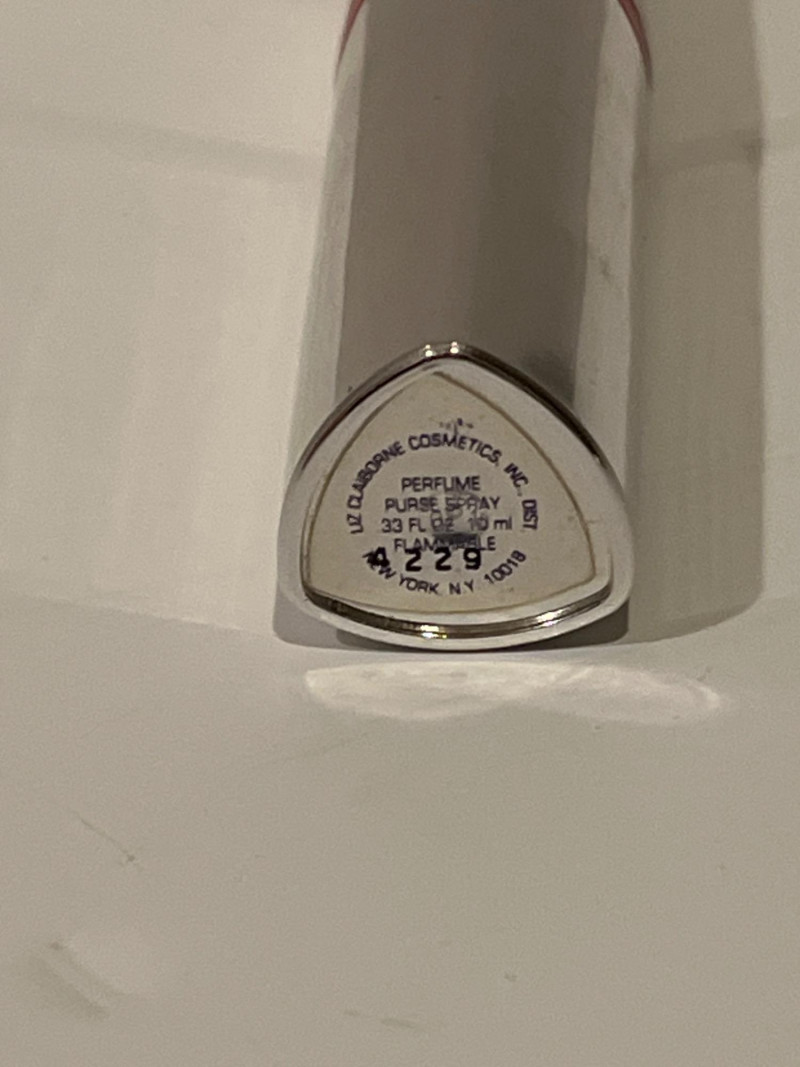 LIZ CLAIBORNE COSMETICS, INC., DIST.
PERFUME
PURSE SPRAY
.33 FL OZ 10 ml
FLAMMABLE
4229
NEW YORK, N.Y. 10018